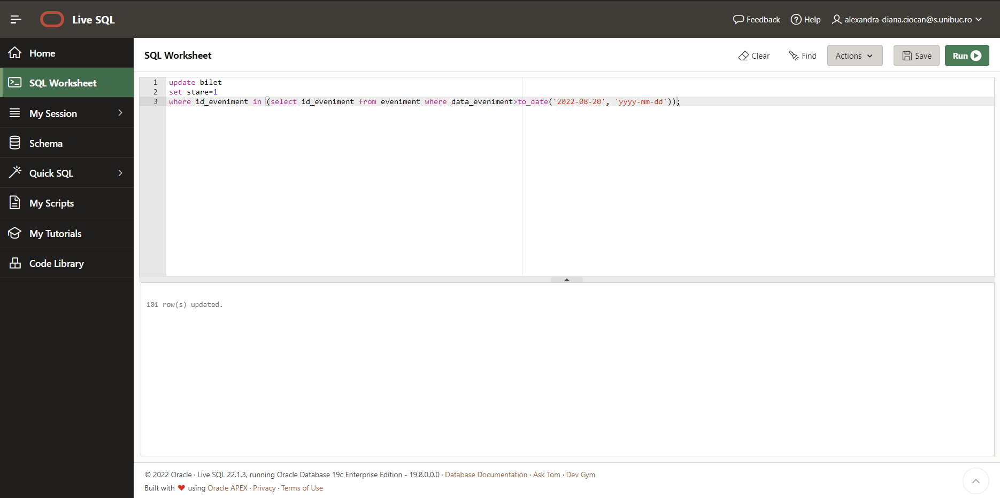 Live SQL
Feedback
Help
alexandra-diana.ciocan@s.unibuc.ro
Home
SQL Worksheet
My Session
Schema
Quick SQL
My Scripts
My Tutorials
Code Library
SQL Worksheet
Clear
Find
Actions
Save
Run
1 update bilet
2 set stare=1
3 where id_eveniment in (select id_eveniment from eveniment where data_eveniment>to_date('2022-08-20', 'yyyy-mm-dd'));
101 row(s) updated.
© 2022 Oracle · Live SQL 22.1.3, running Oracle Database 19c Enterprise Edition - 19.8.0.0.0 · Database Documentation · Ask Tom · Dev Gym
Built with ❤ using Oracle APEX · Privacy · Terms of Use